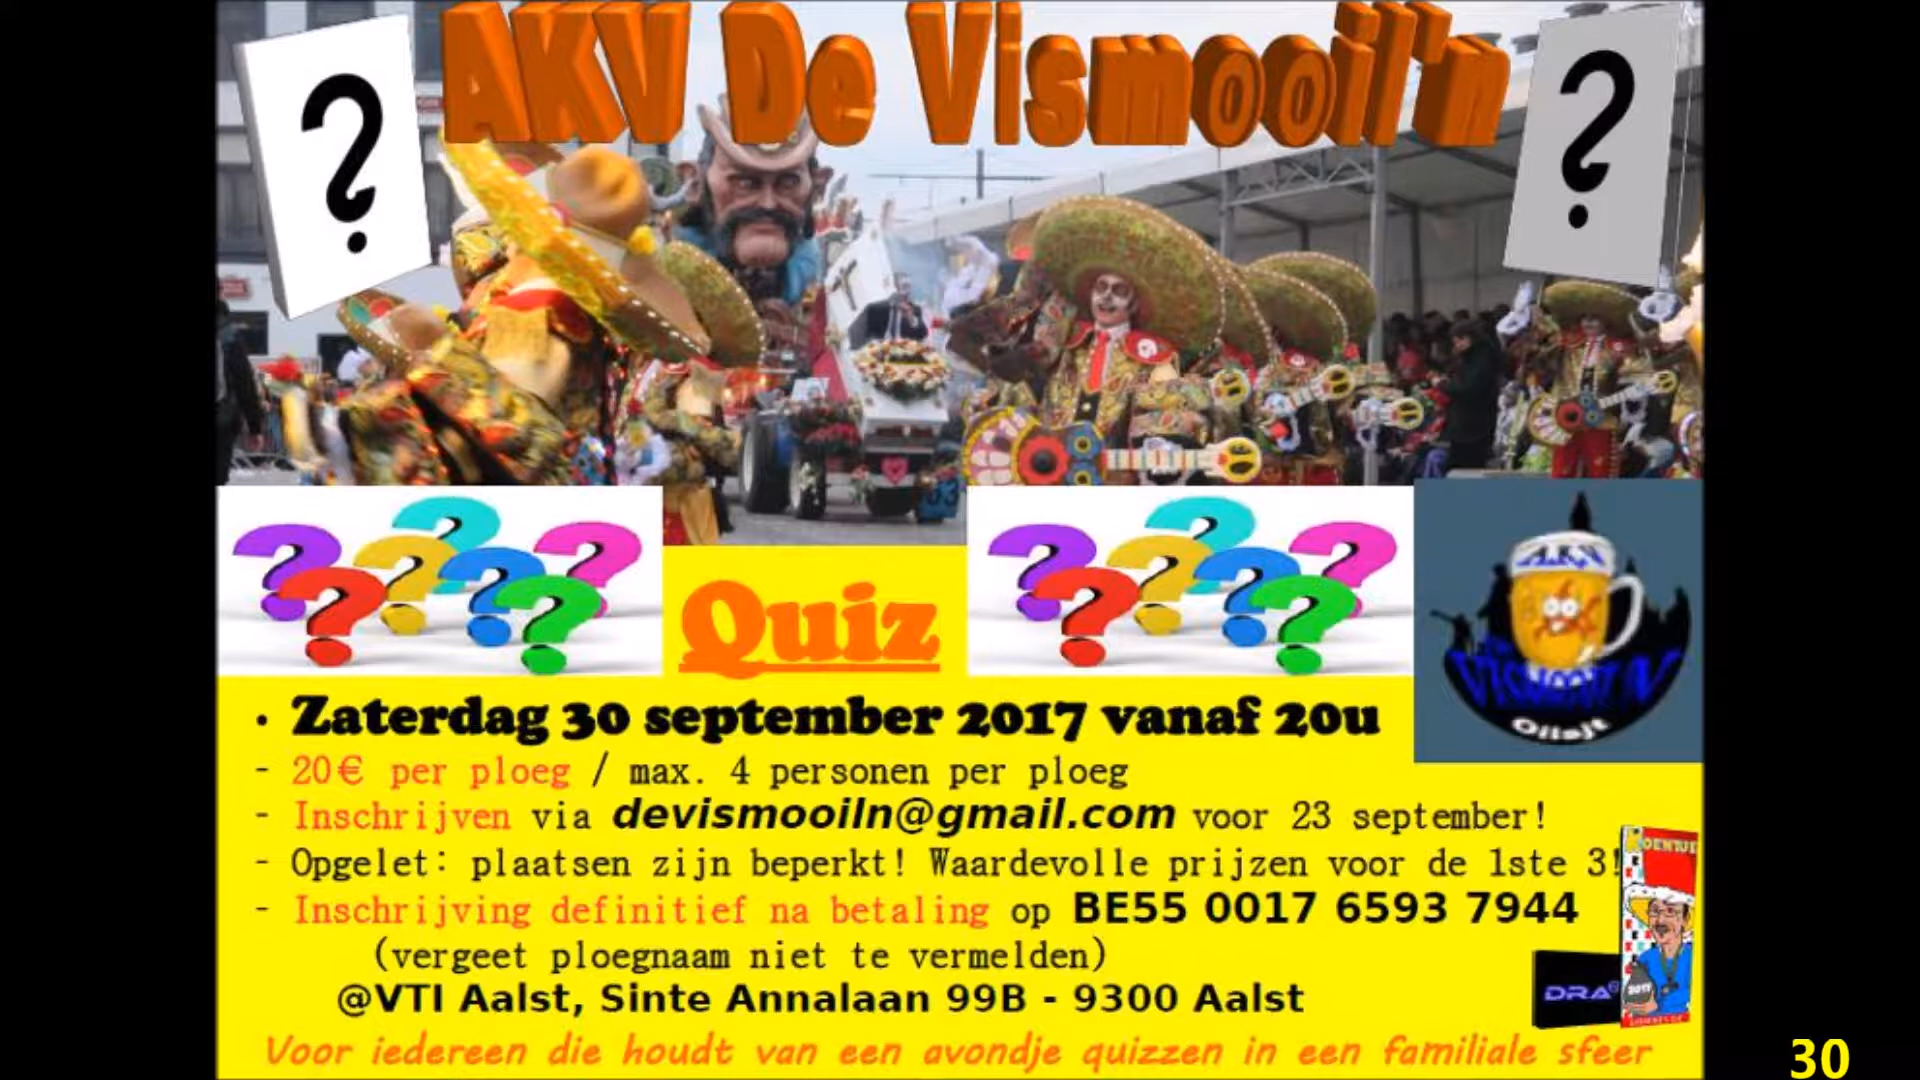 AKV De Vismooil'n
? ?
Quiz
• Zaterdag 30 september 2017 vanaf 20u
- 20€ per ploeg / max. 4 personen per ploeg
- Inschrijven via devismooiln@gmail.com voor 23 september!
- Opgelet: plaatsen zijn beperkt! Waardevolle prijzen voor de 1ste 3!
- Inschrijving definitief na betaling op BE55 0017 6593 7944
(vergeet ploegnaam niet te vermelden)
@VTI Aalst, Sinte Annalaan 99B - 9300 Aalst
Voor iedereen die houdt van een avondje quizzen in een familiale sfeer
AKV
VISMOOIL'N
Oilsjt
30